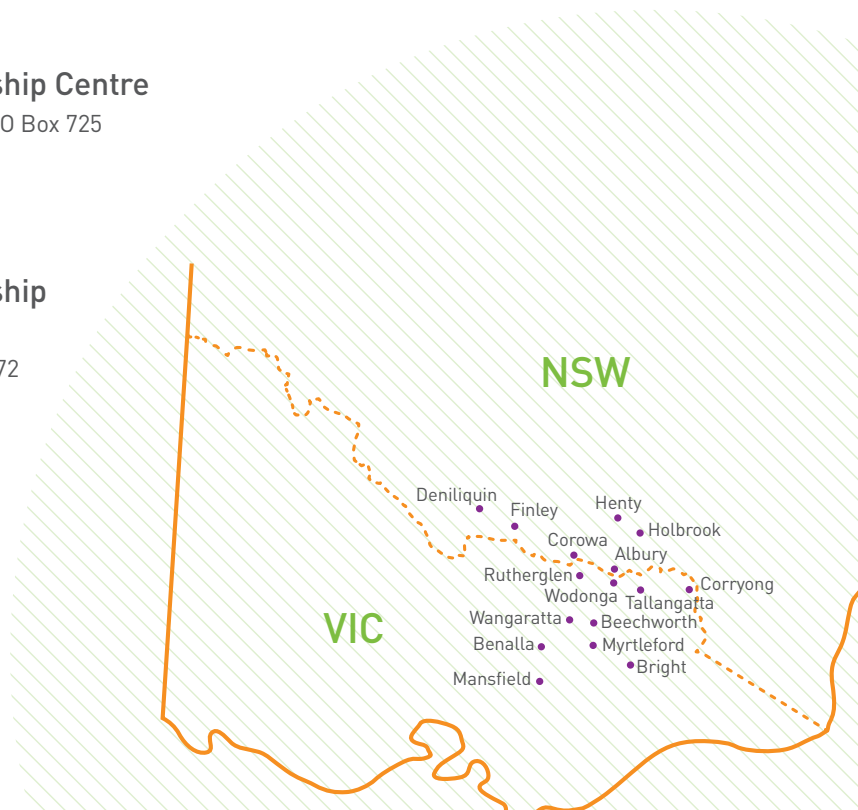 ship Centre
O Box 725
ship
72
NSW
Deniliquin
Finley
Henty
Holbrook
Corowa
Albury
Rutherglen
Corryong
Wodonga
Tallangatta
Wangaratta
Beechworth
VIC
Benalla
Myrtleford
Bright
Mansfield